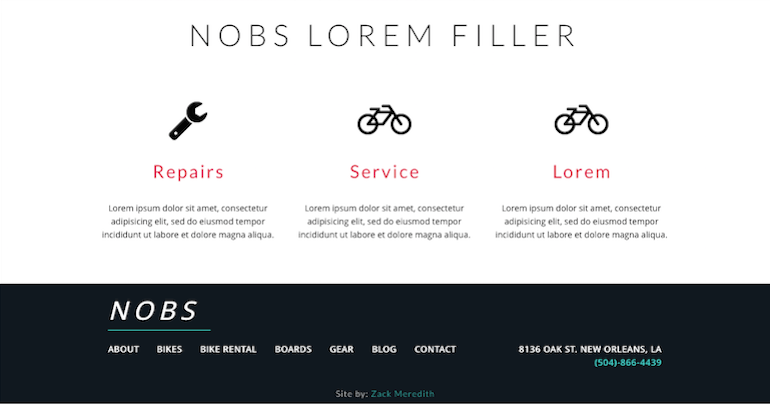 NOBS LOREM FILLER
Repairs
Service
Lorem
Lorem ipsum dolor sit amet, consectetur
adipisicing elit, sed do eiusmod tempor
incididunt ut labore et dolore magna aliqua.
Lorem ipsum dolor sit amet, consectetur
adipisicing elit, sed do eiusmod tempor
incididunt ut labore et dolore magna aliqua.
Lorem ipsum dolor sit amet, consectetur
adipisicing elit, sed do eiusmod tempor
incididunt ut labore et dolore magna aliqua.
NOBS
ABOUT BIKES BIKE RENTAL BOARDS GEAR BLOG CONTACT
8136 OAK ST. NEW ORLEANS, LA
(504)-866-4439
Site by: Zack Meredith